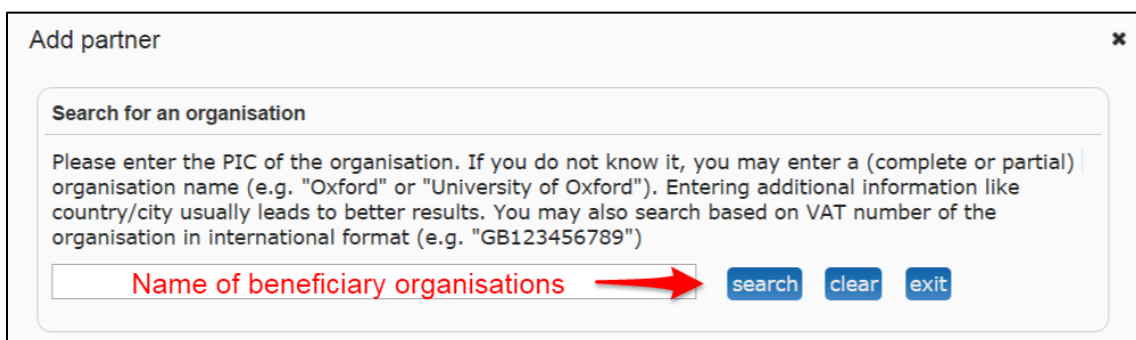 Add partner
Search for an organisation
Please enter the PIC of the organisation. If you do not know it, you may enter a (complete or partial)
organisation name (e.g. "Oxford" or "University of Oxford"). Entering additional information like
country/city usually leads to better results. You may also search based on VAT number of the
organisation in international format (e.g. "GB123456789")
Name of beneficiary organisations search clear exit